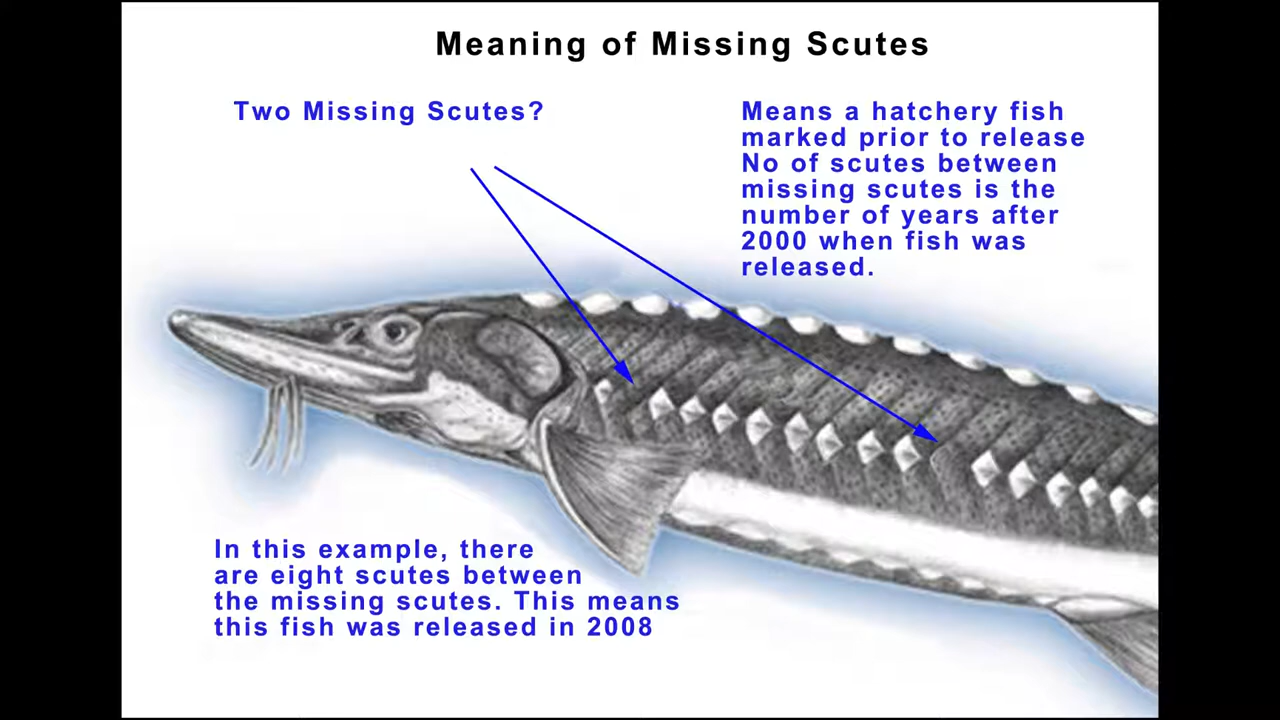 Meaning of Missing Scutes
Two Missing Scutes?
Means a hatchery fish
marked prior to release
No of scutes between
missing scutes is the
number of years after
2000 when fish was
released.
In this example, there
are eight scutes between
the missing scutes. This means
this fish was released in 2008